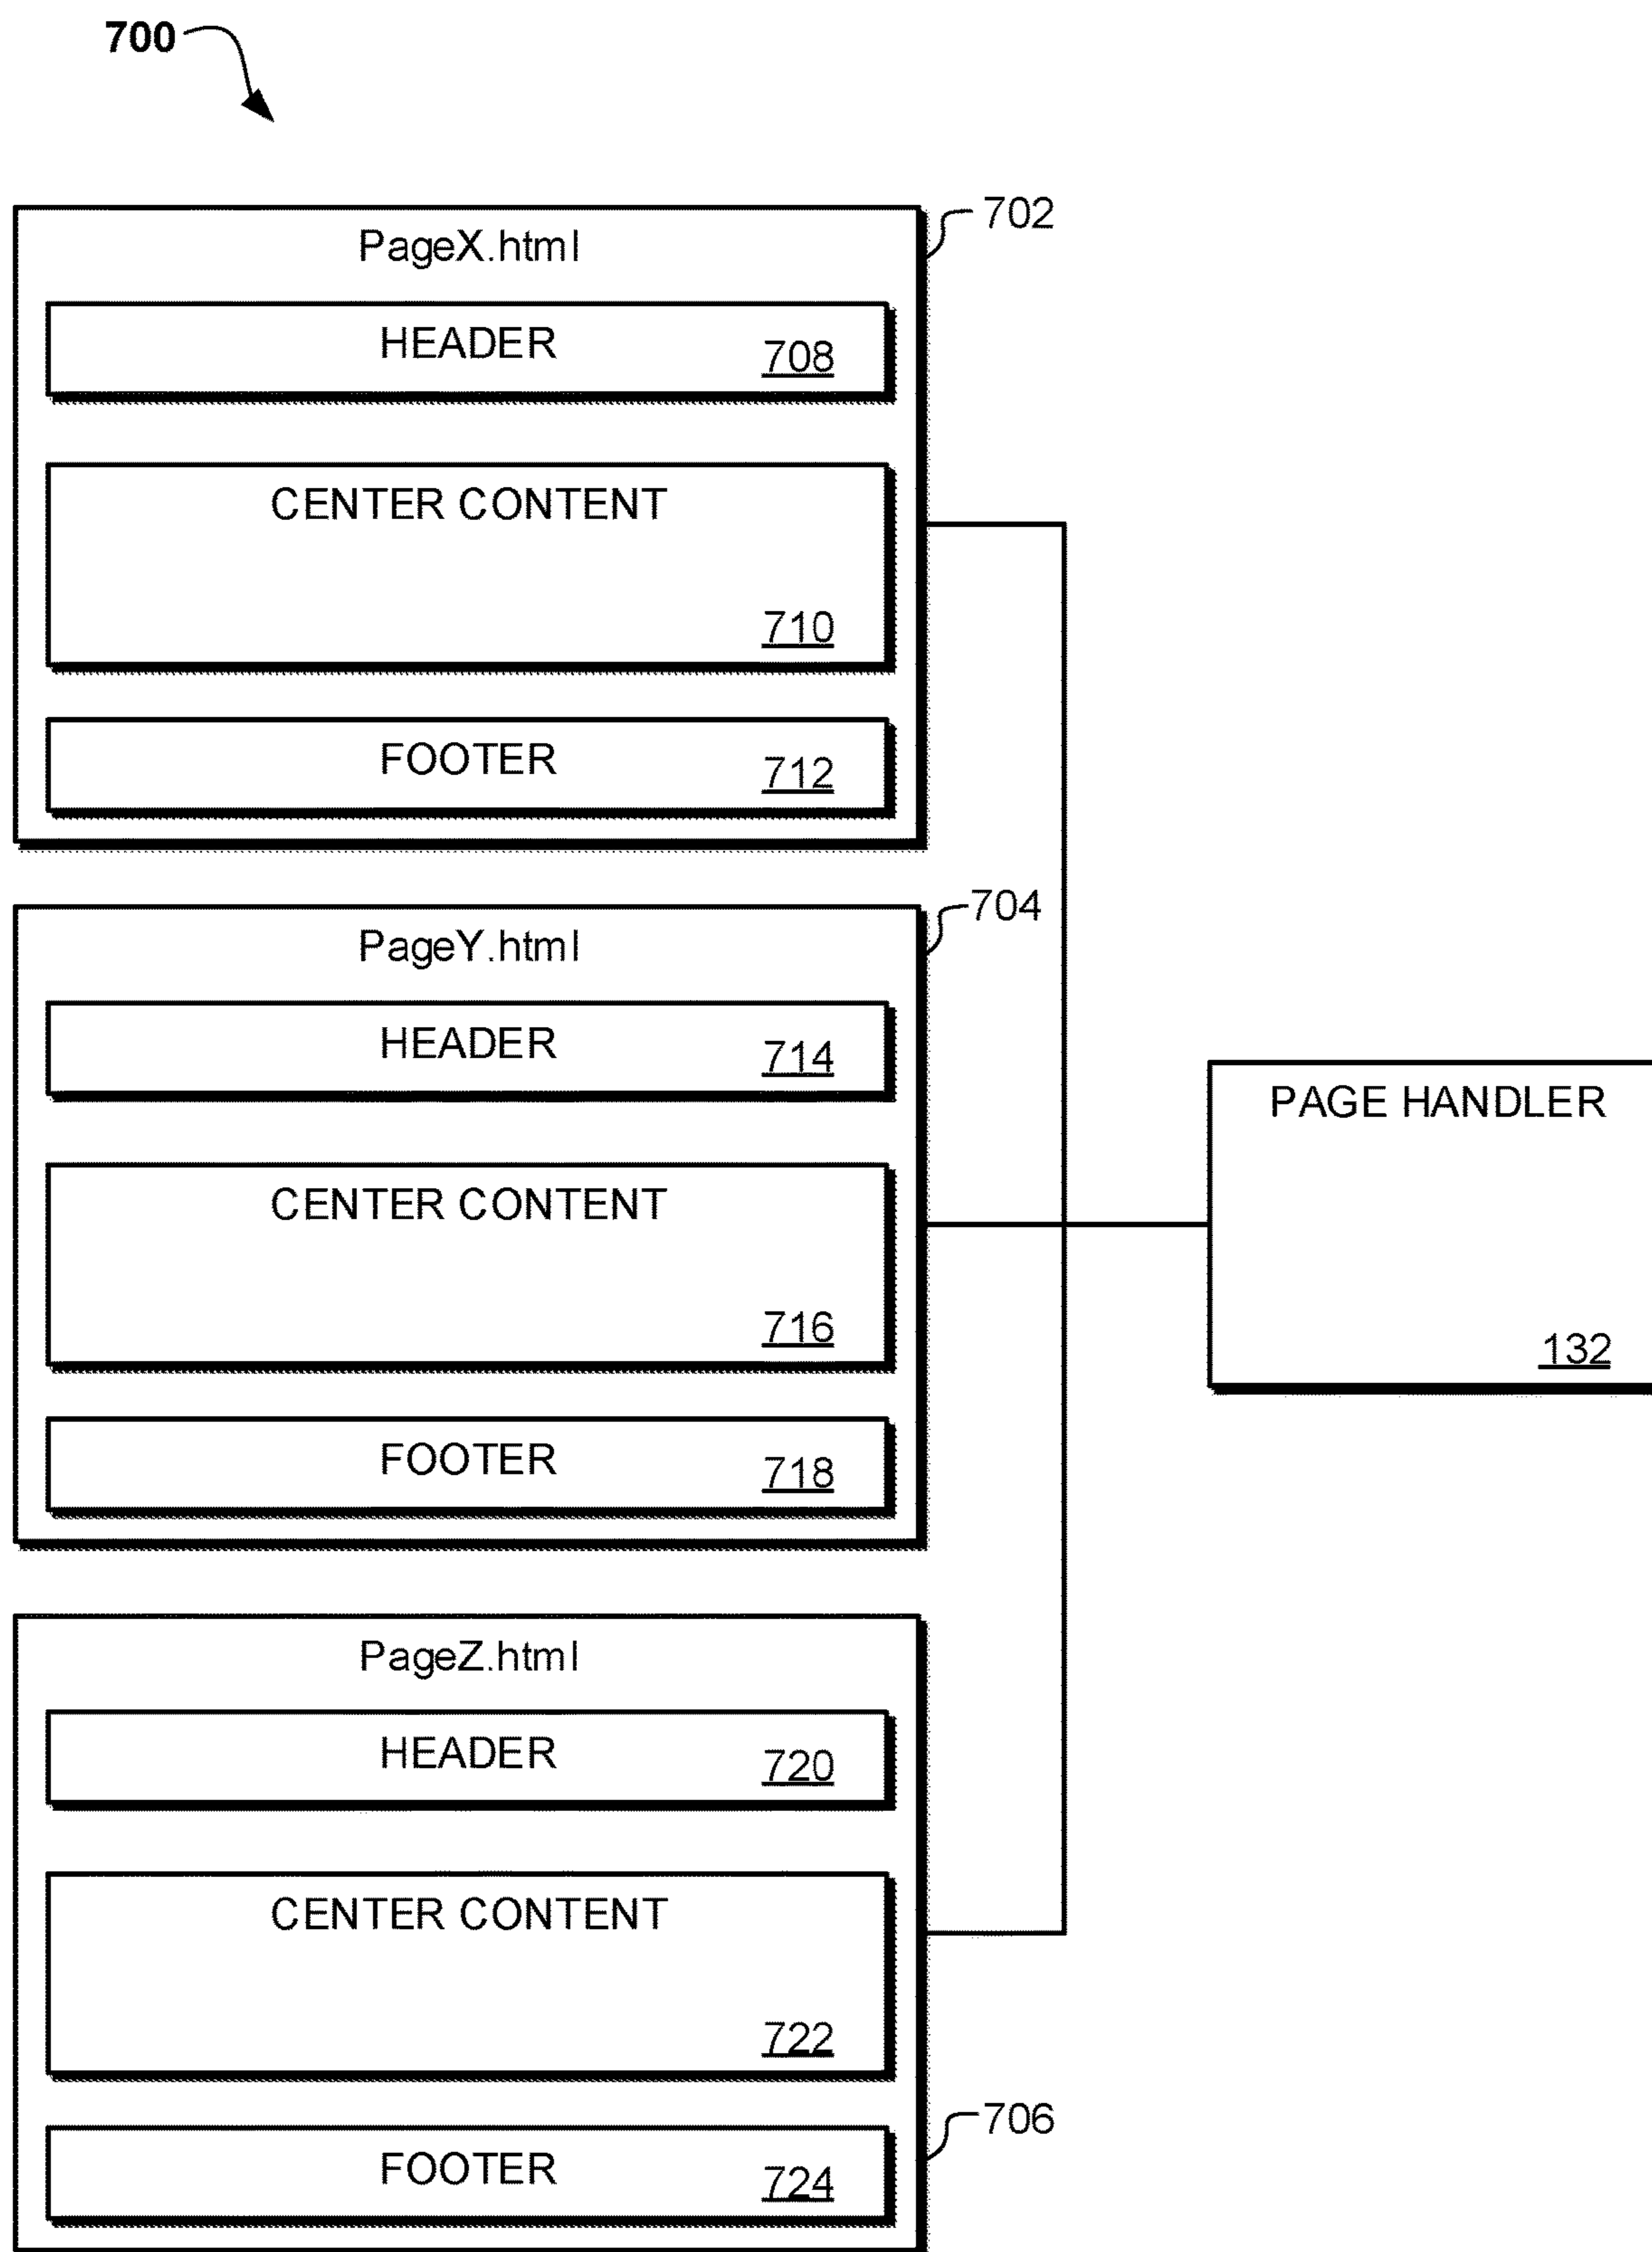 700
702
PageX.html
HEADER 708
CENTER CONTENT
710
FOOTER 712
704
PageY.html
HEADER 714
CENTER CONTENT
716
FOOTER 718
PAGE HANDLER
132
PageZ.html
HEADER 720
CENTER CONTENT
722
706
FOOTER 724